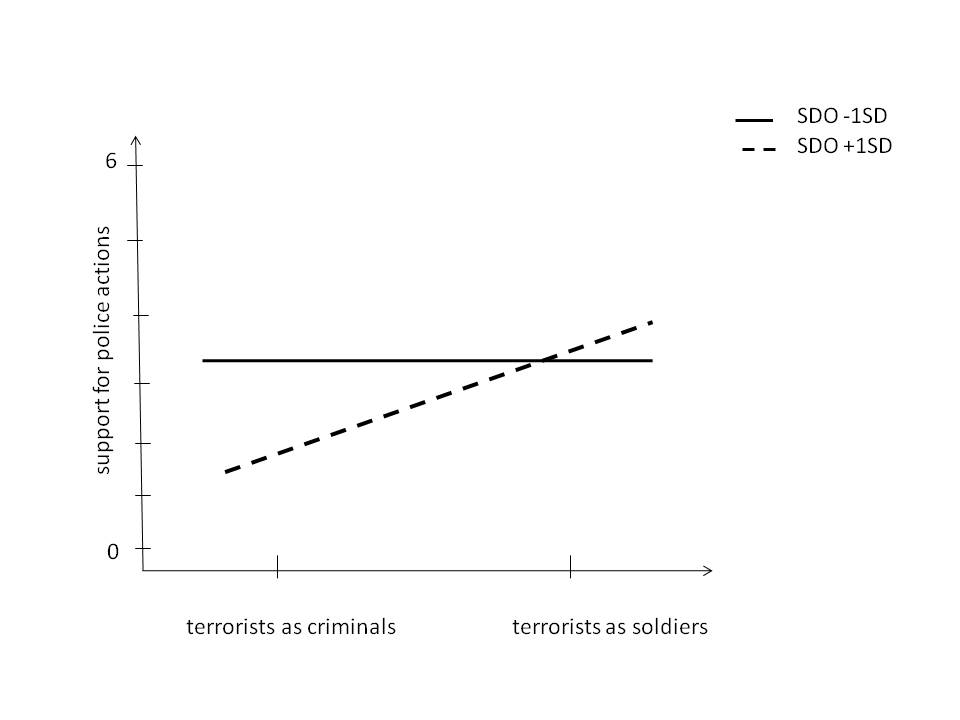 SDO -1SD
SDO +1SD
6
support for police actions
0
terrorists as criminals
terrorists as soldiers